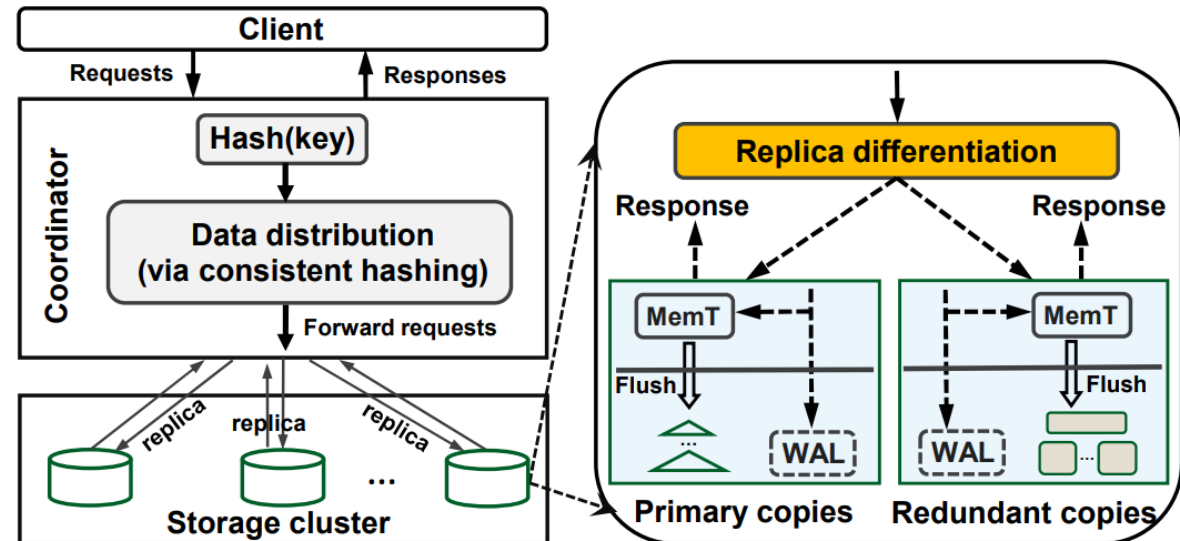 Client
Requests
Responses
Coordinator
Hash(key)
Data distribution
(via consistent hashing)
Forward requests
replica
replica
replica
...
Storage cluster
Replica differentiation
Response
Response
MemT
Flush
...
WAL
Primary copies
MemT
Flush
WAL
...
Redundant copies